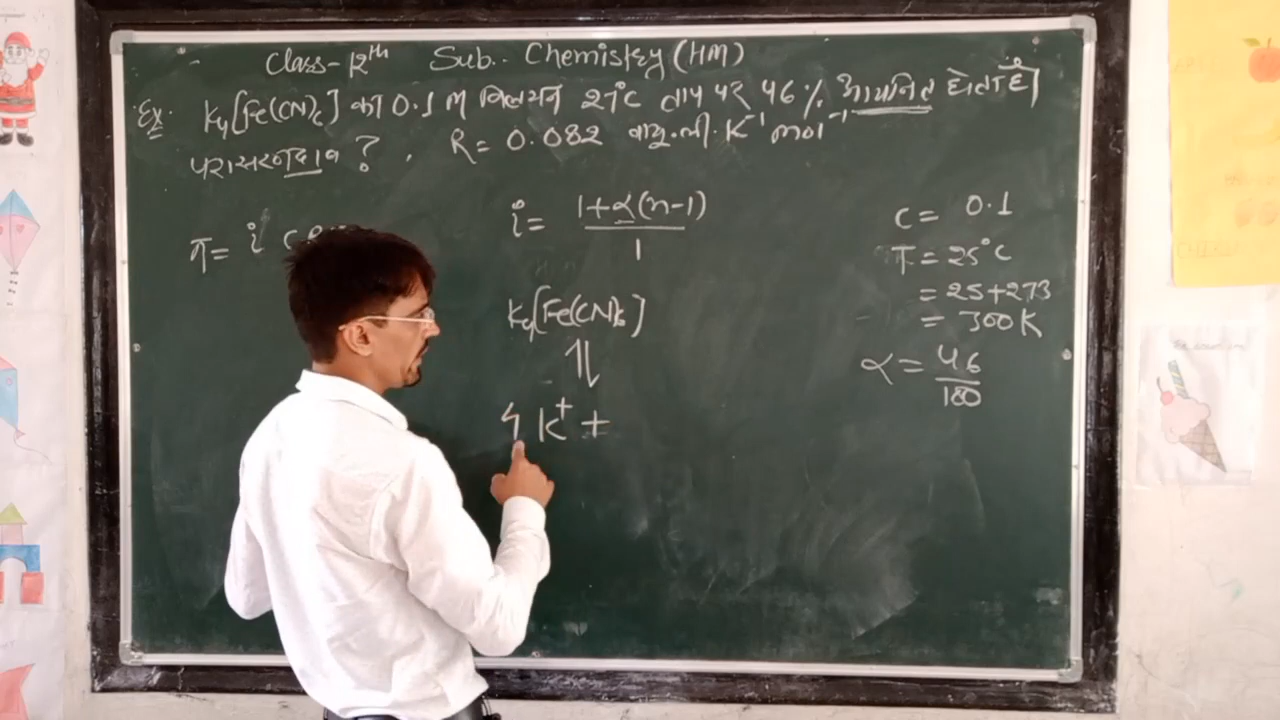 Class-12th Sub.. Chemistry (HM)
Ex. K4[Fe(CN)6] का 0.1 M विलयन 27°C ताप पर 46% आयनित होता है।
परासरण दाब ? , R = 0.082 वायु.ली. K⁻¹ mol⁻¹
π = i C
i = 1+α(n-1)
1
K4[Fe(CN)6]
⇌
4K⁺ +
C = 0.1
T = 25°C
= 25+273
= 300K
α = 46
100